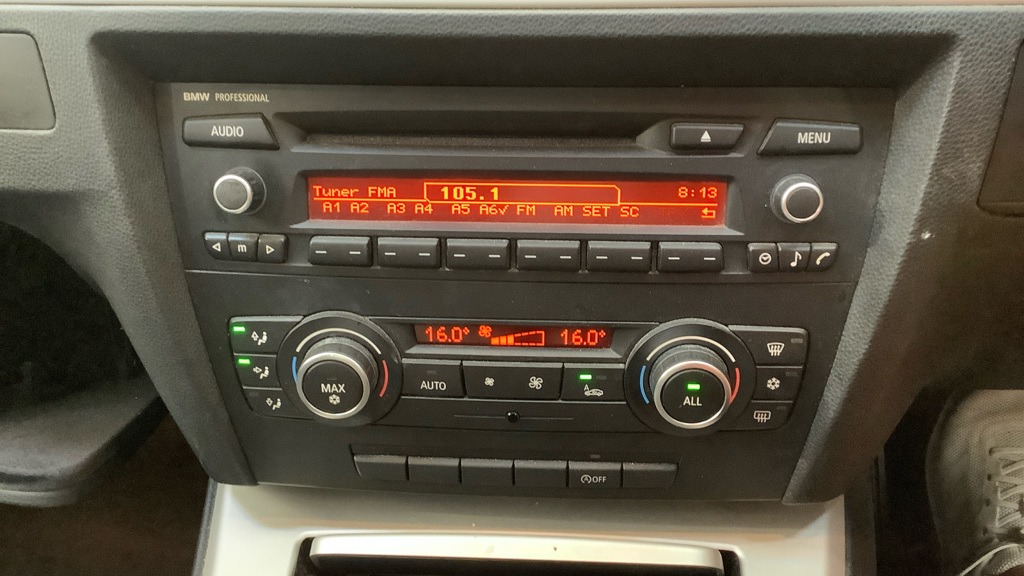 BMW PROFESSIONAL
AUDIO
MENU
Tuner FMA 105.1 8:13
A1 A2 A3 A4 A5 A6√ FM AM SET SC
m
16.0° 16.0°
MAX
AUTO
ALL
OFF